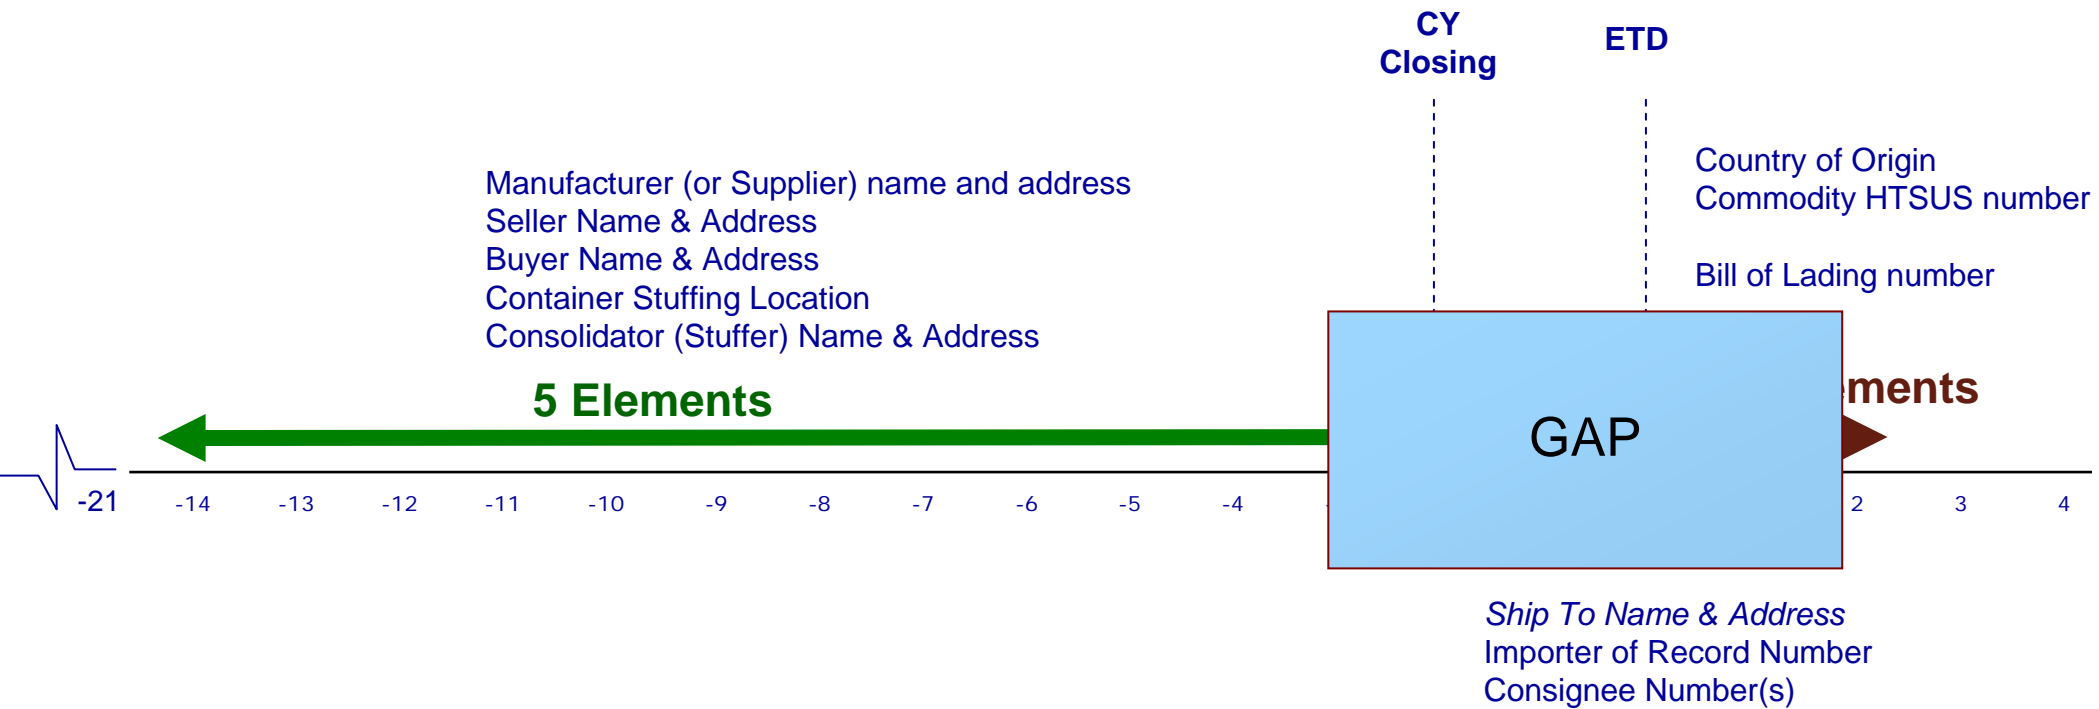 CY
Closing
ETD
Country of Origin
Commodity HTSUS number
Bill of Lading number
Manufacturer (or Supplier) name and address
Seller Name & Address
Buyer Name & Address
Container Stuffing Location
Consolidator (Stuffer) Name & Address
5 Elements
ments
GAP
-21 -14 -13 -12 -11 -10 -9 -8 -7 -6 -5 -4 2 3 4
Ship To Name & Address
Importer of Record Number
Consignee Number(s)